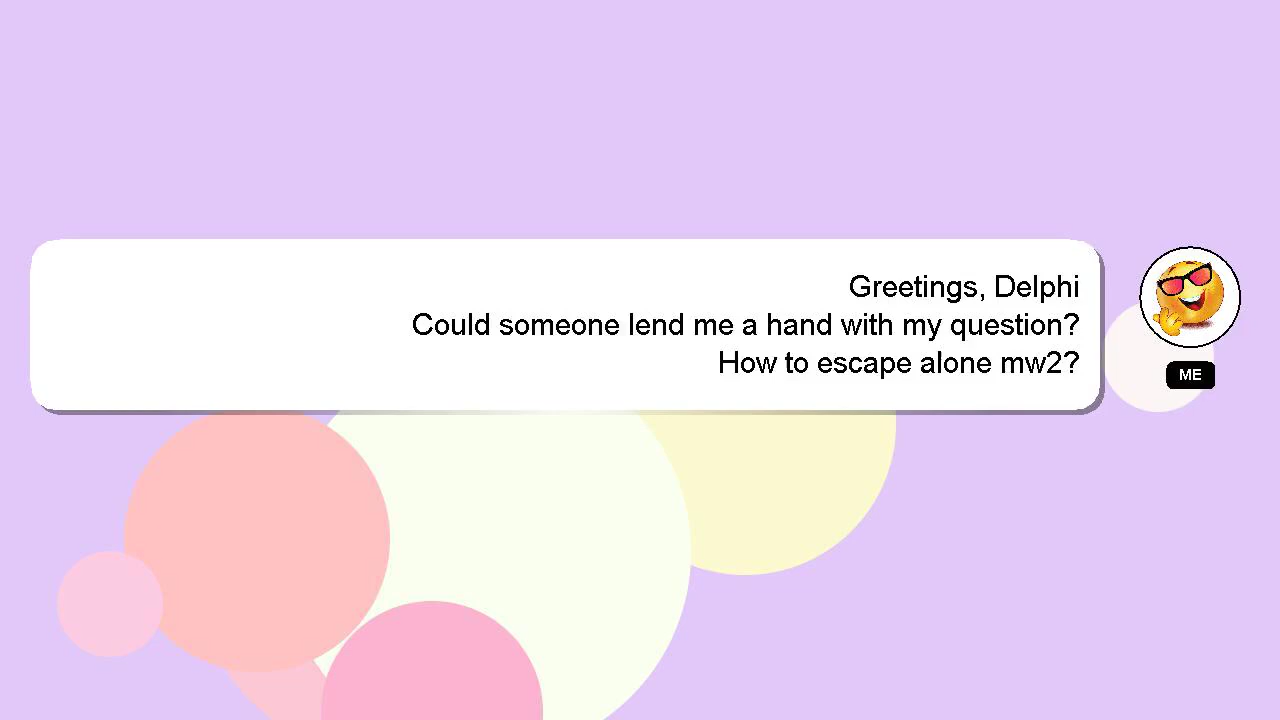 Greetings, Delphi
Could someone lend me a hand with my question?
How to escape alone mw2?
ME